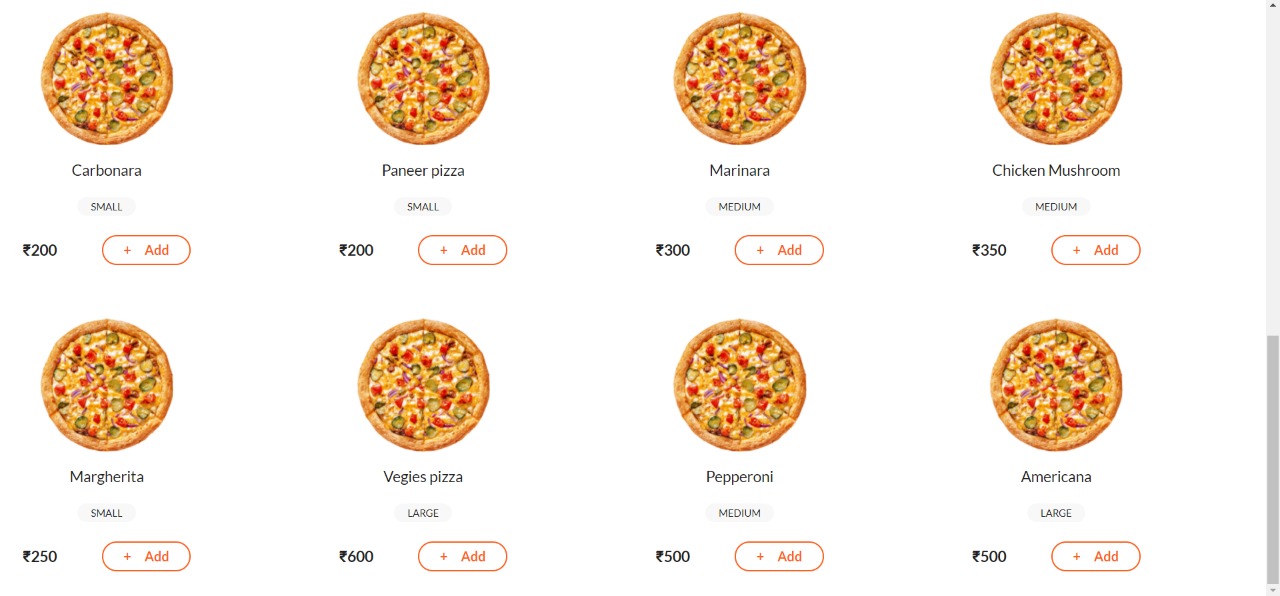 Carbonara
Paneer pizza
Marinara
Chicken Mushroom
SMALL
SMALL
MEDIUM
MEDIUM
₹200
+ Add
₹200
+ Add
₹300
+ Add
₹350
+ Add
Margherita
Vegies pizza
Pepperoni
Americana
SMALL
LARGE
MEDIUM
LARGE
₹250
+ Add
₹600
+ Add
₹500
+ Add
₹500
+ Add